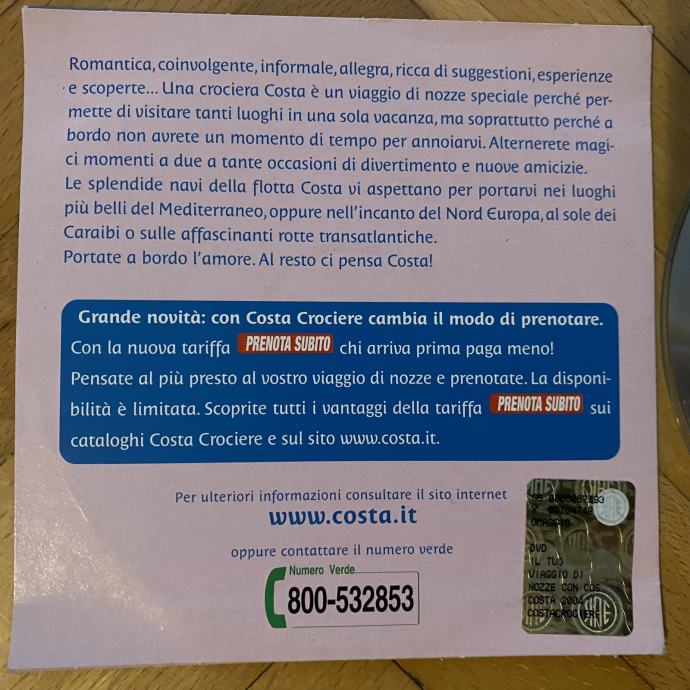 Romantica, coinvolgente, informale, allegra, ricca di suggestioni, esperienze
e scoperte... Una crociera Costa è un viaggio di nozze speciale perché per-
mette di visitare tanti luoghi in una sola vacanza, ma soprattutto perché a
bordo non avrete un momento di tempo per annoiarvi. Alternerete magi-
ci momenti a due a tante occasioni di divertimento e nuove amicizie.
Le splendide navi della flotta Costa vi aspettano per portarvi nei luoghi
più belli del Mediterraneo, oppure nell'incanto del Nord Europa, al sole dei
Caraibi o sulle affascinanti rotte transatlantiche.
Portate a bordo l'amore. Al resto ci pensa Costa!
Grande novità: con Costa Crociere cambia il modo di prenotare.
Con la nuova tariffa PRENOTA SUBITO chi arriva prima paga meno!
Pensate al più presto al vostro viaggio di nozze e prenotate. La disponi-
bilità è limitata. Scoprite tutti i vantaggi della tariffa PRENOTA SUBITO sui
cataloghi Costa Crociere e sul sito www.costa.it.
Per ulteriori informazioni consultare il sito internet
www.costa.it
oppure contattare il numero verde
Numero Verde
800-532853
OMAGGIO
DVD
IL TUO
VIAGGIO DI
NOZZE CON COS
COSTA 2004
COSTACROCIERE